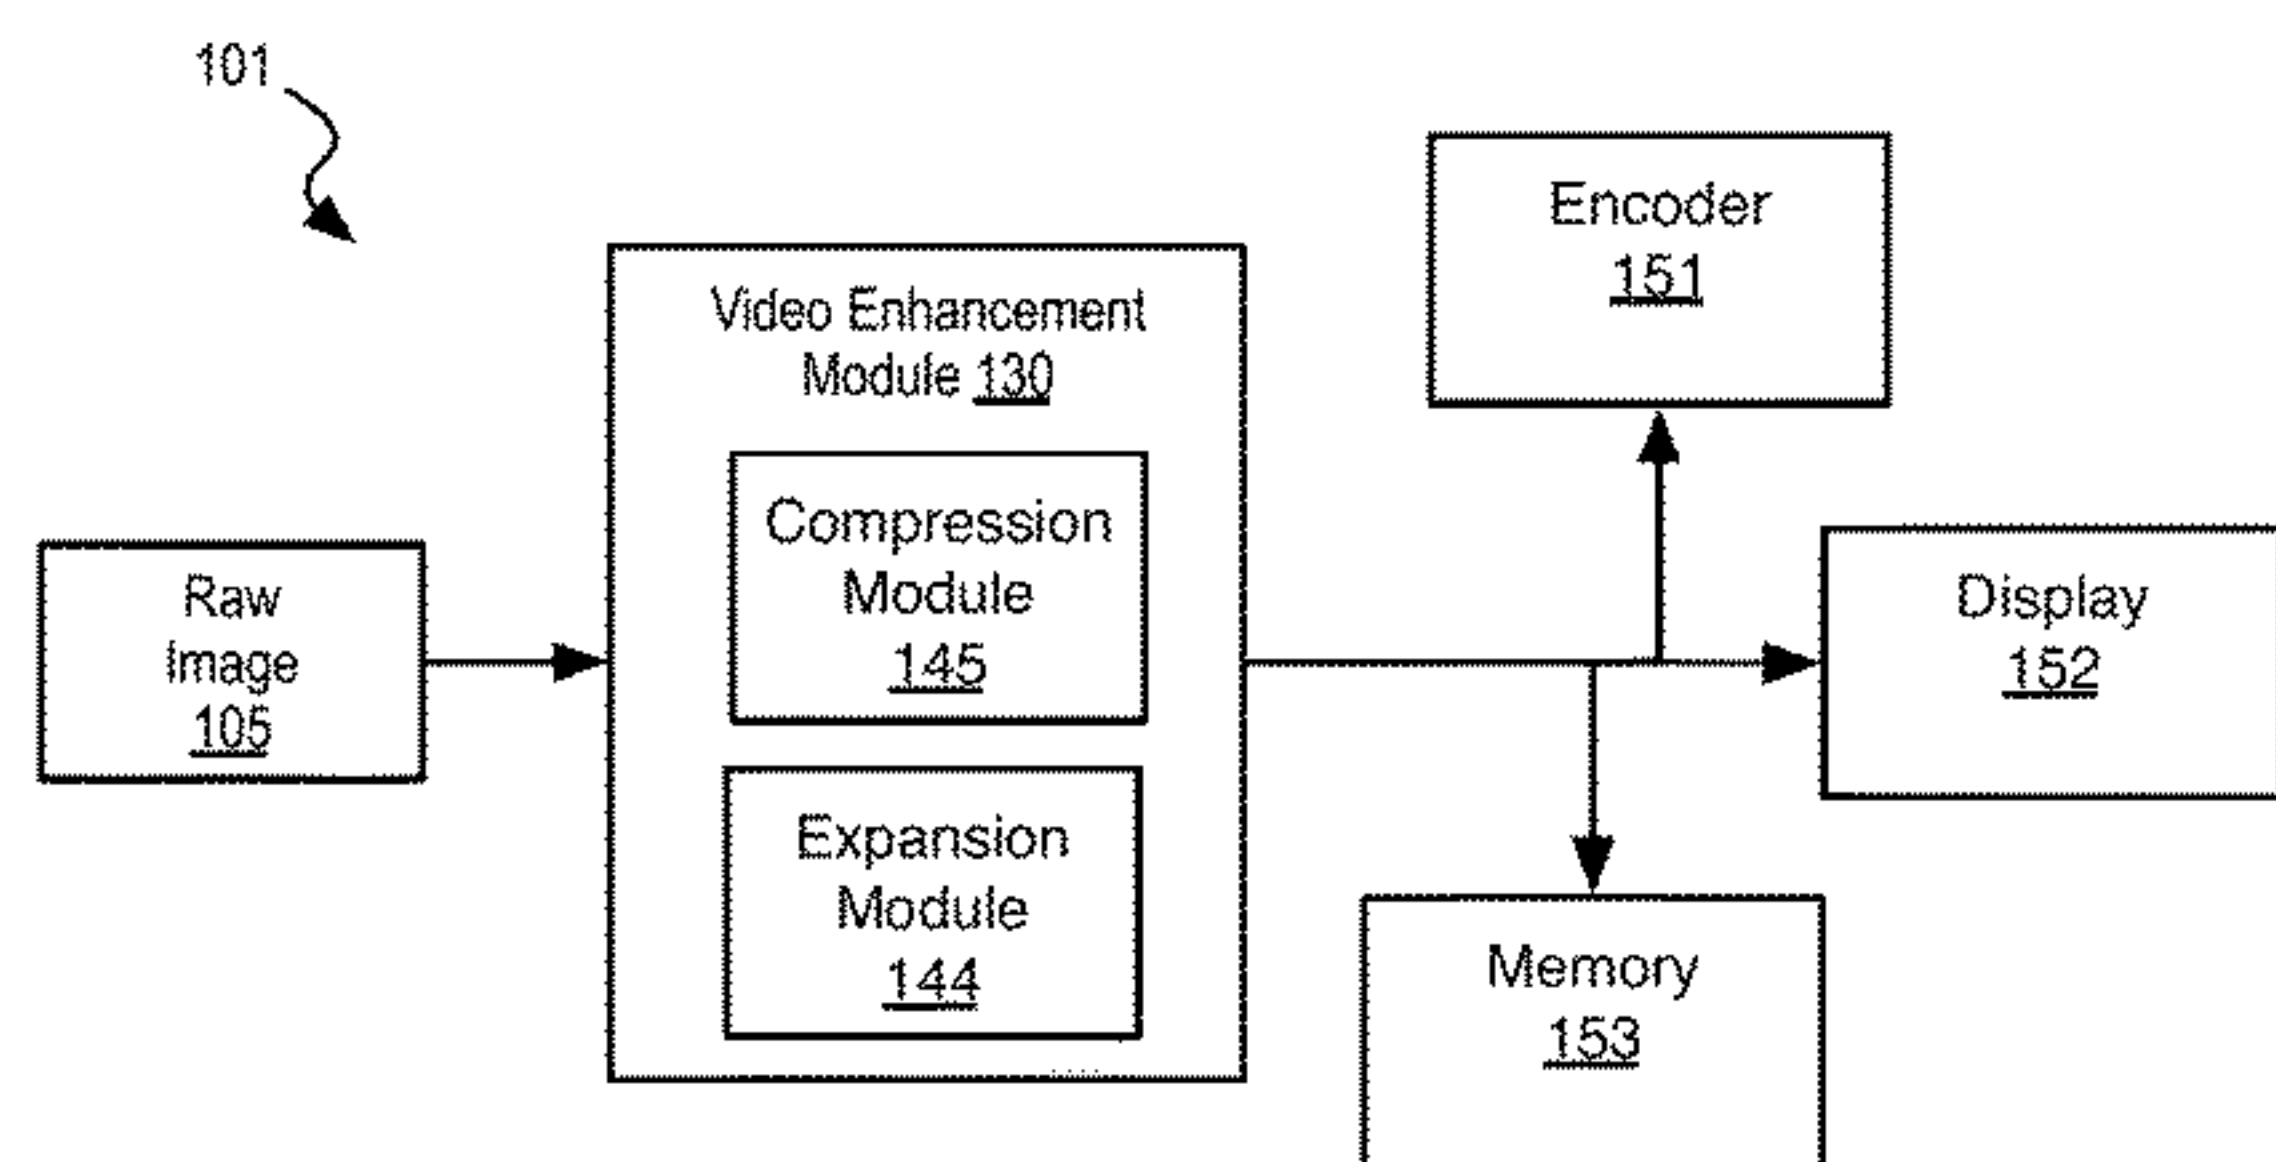 101
Raw
Image
105
Video Enhancement
Module 130
Compression
Module
145
Expansion
Module
144
Encoder
151
Display
152
Memory
153